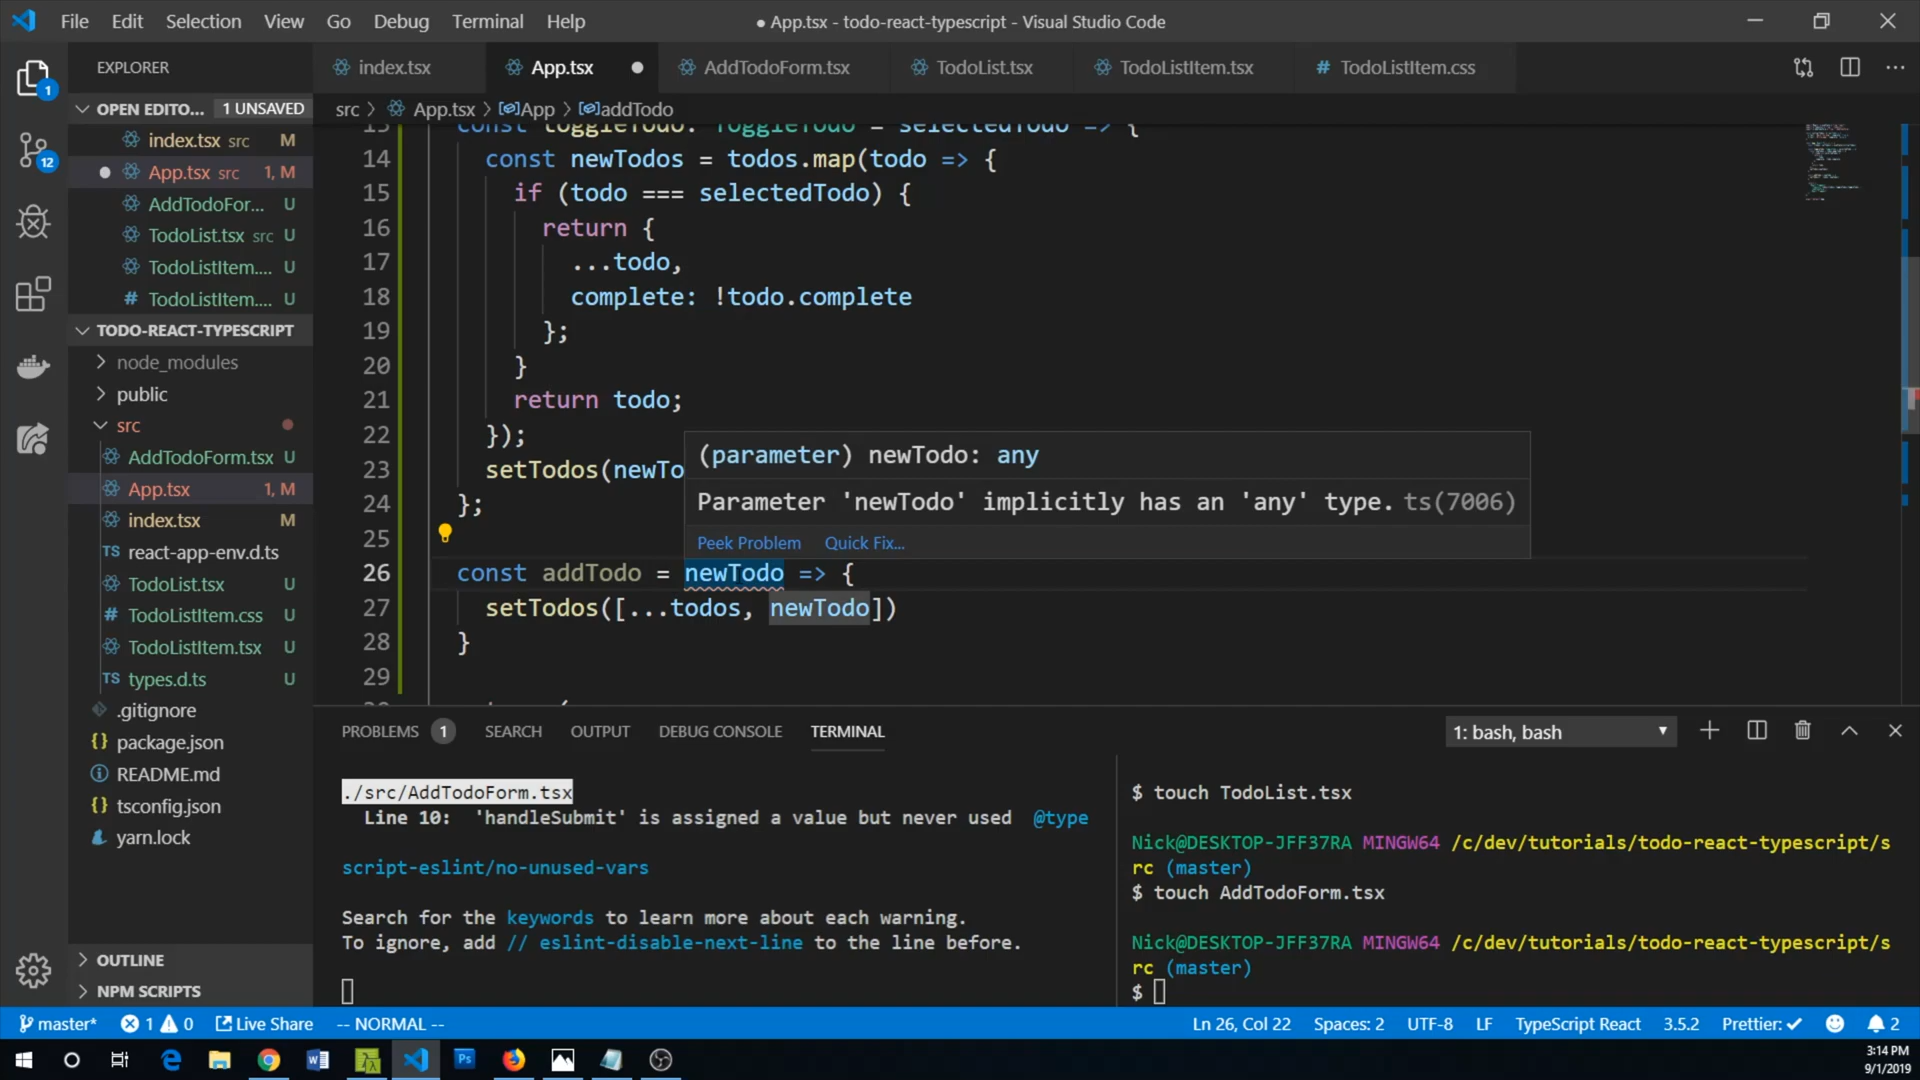 File Edit Selection View Go Debug Terminal Help
● App.tsx - todo-react-typescript - Visual Studio Code
EXPLORER
index.tsx
App.tsx
AddTodoForm.tsx
TodoList.tsx
TodoListItem.tsx
# TodoListItem.css
OPEN EDITO... 1 UNSAVED
index.tsx src M
App.tsx src 1, M
AddTodoFor... U
TodoList.tsx src U
TodoListItem.... U
# TodoListItem.... U
TODO-REACT-TYPESCRIPT
node_modules
public
src
AddTodoForm.tsx U
App.tsx 1, M
index.tsx M
TS react-app-env.d.ts
TodoList.tsx U
# TodoListItem.css U
TodoListItem.tsx U
TS types.d.ts U
.gitignore
{} package.json
README.md
{} tsconfig.json
yarn.lock
OUTLINE
NPM SCRIPTS
1
12
src > App.tsx > App > addTodo
13 const toggleTodo: ToggleTodo = selectedTodo => {
14 const newTodos = todos.map(todo => {
15 if (todo === selectedTodo) {
16 return {
17 ...todo,
18 complete: !todo.complete
19 };
20 }
21 return todo;
22 });
23 setTodos(newTo
24 };
25
26 const addTodo = newTodo => {
27 setTodos([...todos, newTodo])
28 }
29
(parameter) newTodo: any
Parameter 'newTodo' implicitly has an 'any' type. ts(7006)
Peek Problem Quick Fix...
PROBLEMS 1 SEARCH OUTPUT DEBUG CONSOLE TERMINAL
1: bash, bash
./src/AddTodoForm.tsx
Line 10: 'handleSubmit' is assigned a value but never used @type
script-eslint/no-unused-vars
Search for the keywords to learn more about each warning.
To ignore, add // eslint-disable-next-line to the line before.
$ touch TodoList.tsx
Nick@DESKTOP-JFF37RA MINGW64 /c/dev/tutorials/todo-react-typescript/s
rc (master)
$ touch AddTodoForm.tsx
Nick@DESKTOP-JFF37RA MINGW64 /c/dev/tutorials/todo-react-typescript/s
rc (master)
$
master* 1 0 Live Share -- NORMAL -- Ln 26, Col 22 Spaces: 2 UTF-8 LF TypeScript React 3.5.2 Prettier: ✓ 2
Ps
3:14 PM
9/1/2019